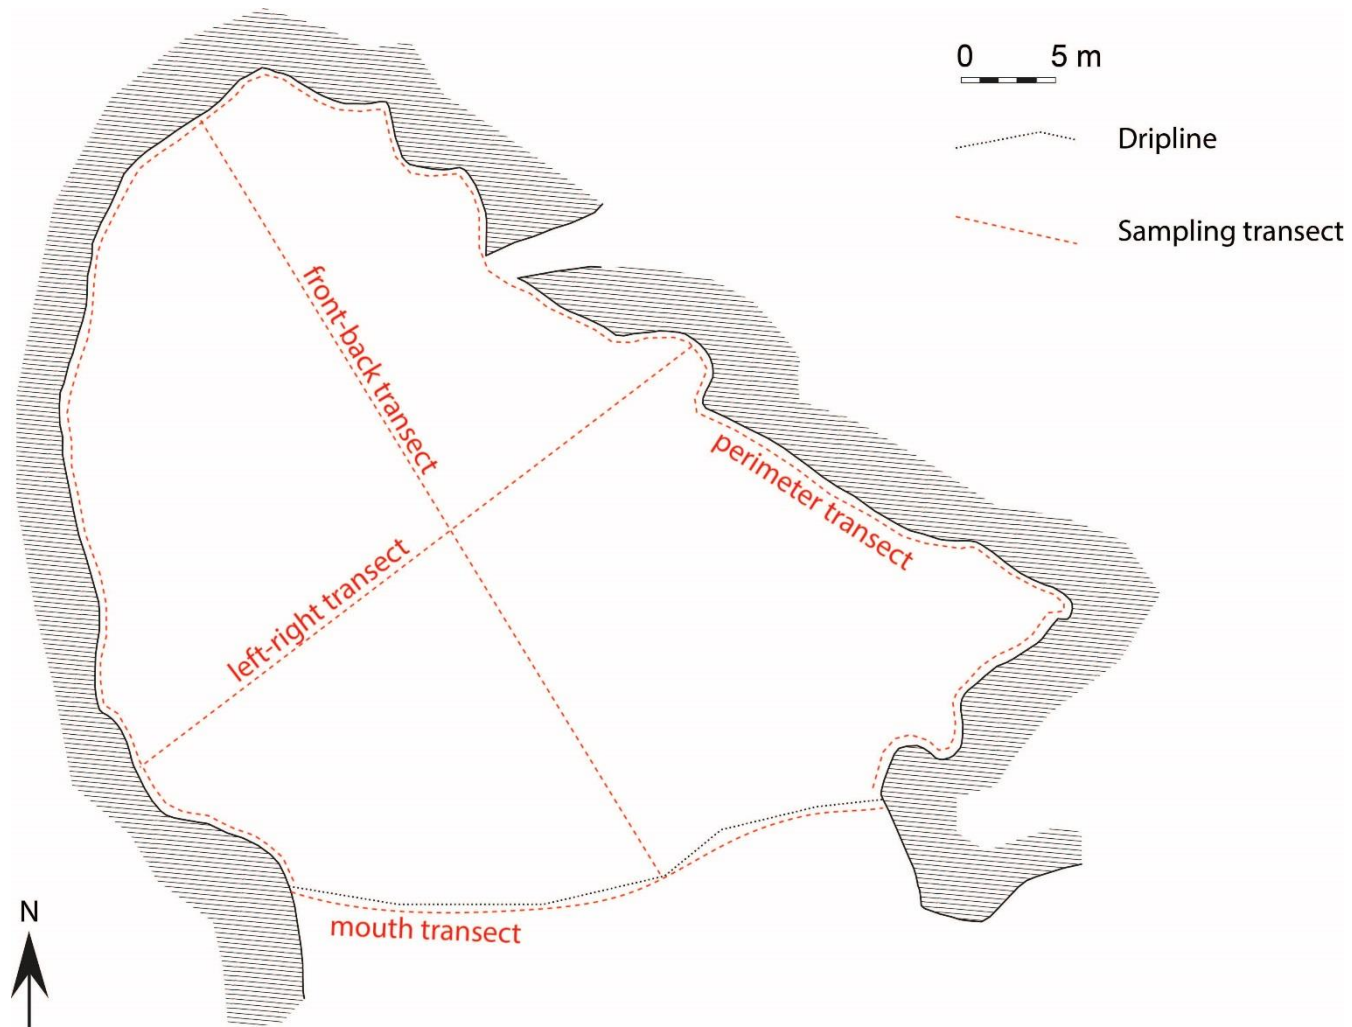 0 5 m
Dripline
Sampling transect
front-back transect
perimeter transect
left-right transect
mouth transect
N